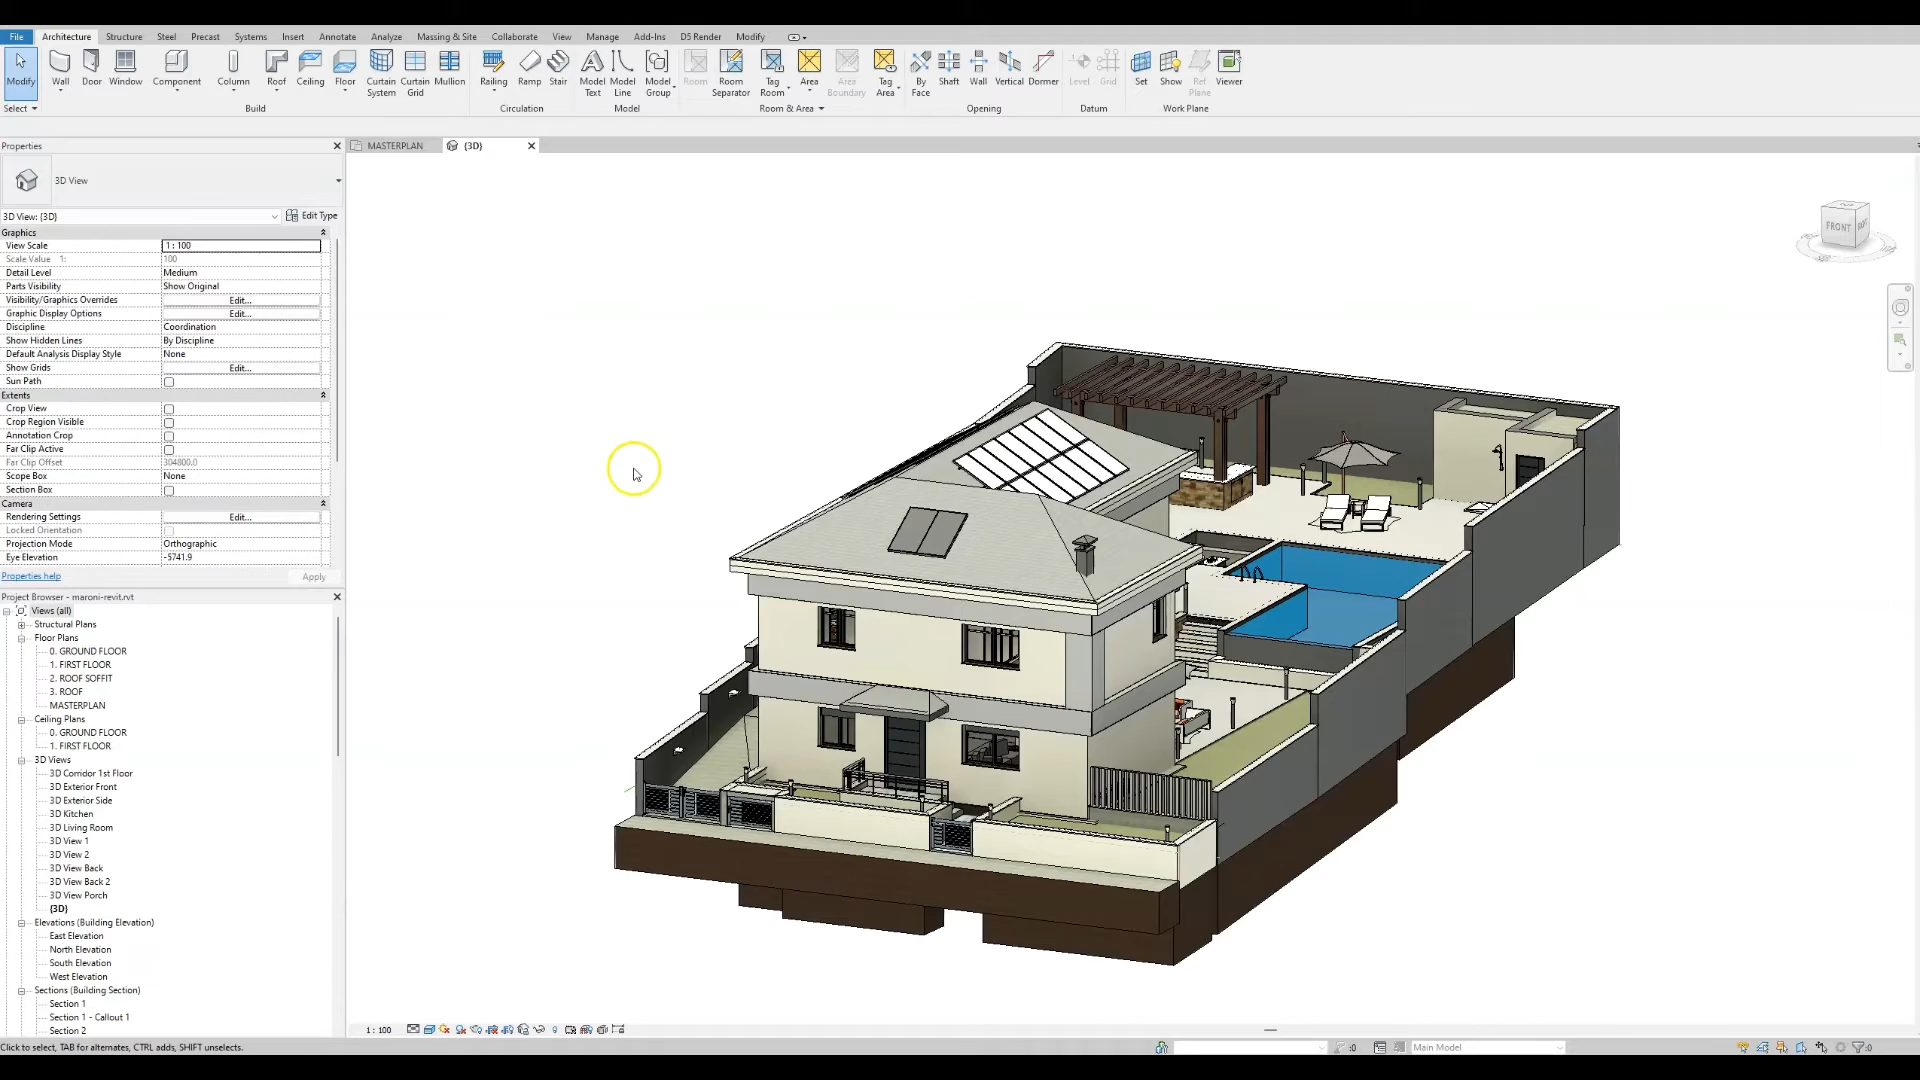 File Architecture Structure Steel Precast Systems Insert Annotate Analyze Massing & Site Collaborate View Manage Add-Ins D5 Render Modify
Modify Wall Door Window Component Column Roof Ceiling Floor Curtain System Curtain Grid Mullion Railing Ramp Stair Model Text Model Line Model Group Room Room Separator Tag Room Area Area Boundary Tag Area By Face Shaft Wall Vertical Dormer Level Grid Set Show Ref Plane Viewer
Select Build Circulation Model Room & Area Opening Datum Work Plane
Properties
MASTERPLAN {3D}
3D View
3D View: {3D} Edit Type
Graphics
View Scale 1 : 100
Scale Value 1: 100
Detail Level Medium
Parts Visibility Show Original
Visibility/Graphics Overrides Edit...
Graphic Display Options Edit...
Discipline Coordination
Show Hidden Lines By Discipline
Default Analysis Display Style None
Show Grids Edit...
Sun Path
Extents
Crop View
Crop Region Visible
Annotation Crop
Far Clip Active
Far Clip Offset 304800.0
Scope Box None
Section Box
Camera
Rendering Settings Edit...
Locked Orientation
Projection Mode Orthographic
Eye Elevation -5741.9
Properties help Apply
Project Browser - maroni-revit.rvt
Views (all)
Structural Plans
Floor Plans
0. GROUND FLOOR
1. FIRST FLOOR
2. ROOF SOFFIT
3. ROOF
MASTERPLAN
Ceiling Plans
0. GROUND FLOOR
1. FIRST FLOOR
3D Views
3D Corridor 1st Floor
3D Exterior Front
3D Exterior Side
3D Kitchen
3D Living Room
3D View 1
3D View 2
3D View Back
3D View Back 2
3D View Porch
{3D}
Elevations (Building Elevation)
East Elevation
North Elevation
South Elevation
West Elevation
Sections (Building Section)
Section 1
Section 1 - Callout 1
Section 2
FRONT
1 : 100
Click to select, TAB for alternates, CTRL adds, SHIFT unselects. :0 Main Model :0